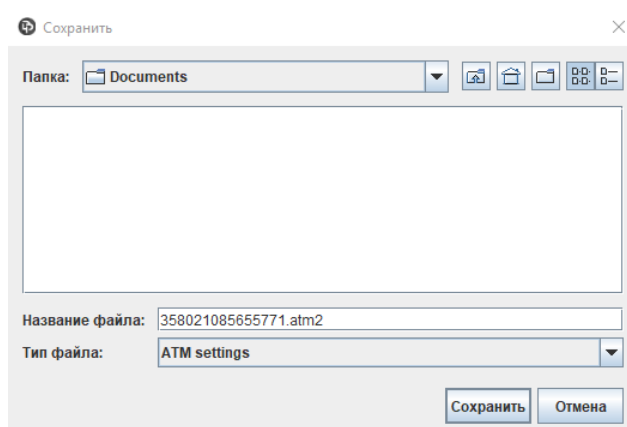 Сохранить
Папка: Documents
Название файла: 358021085655771.atm2
Тип файла: ATM settings
Сохранить Отмена